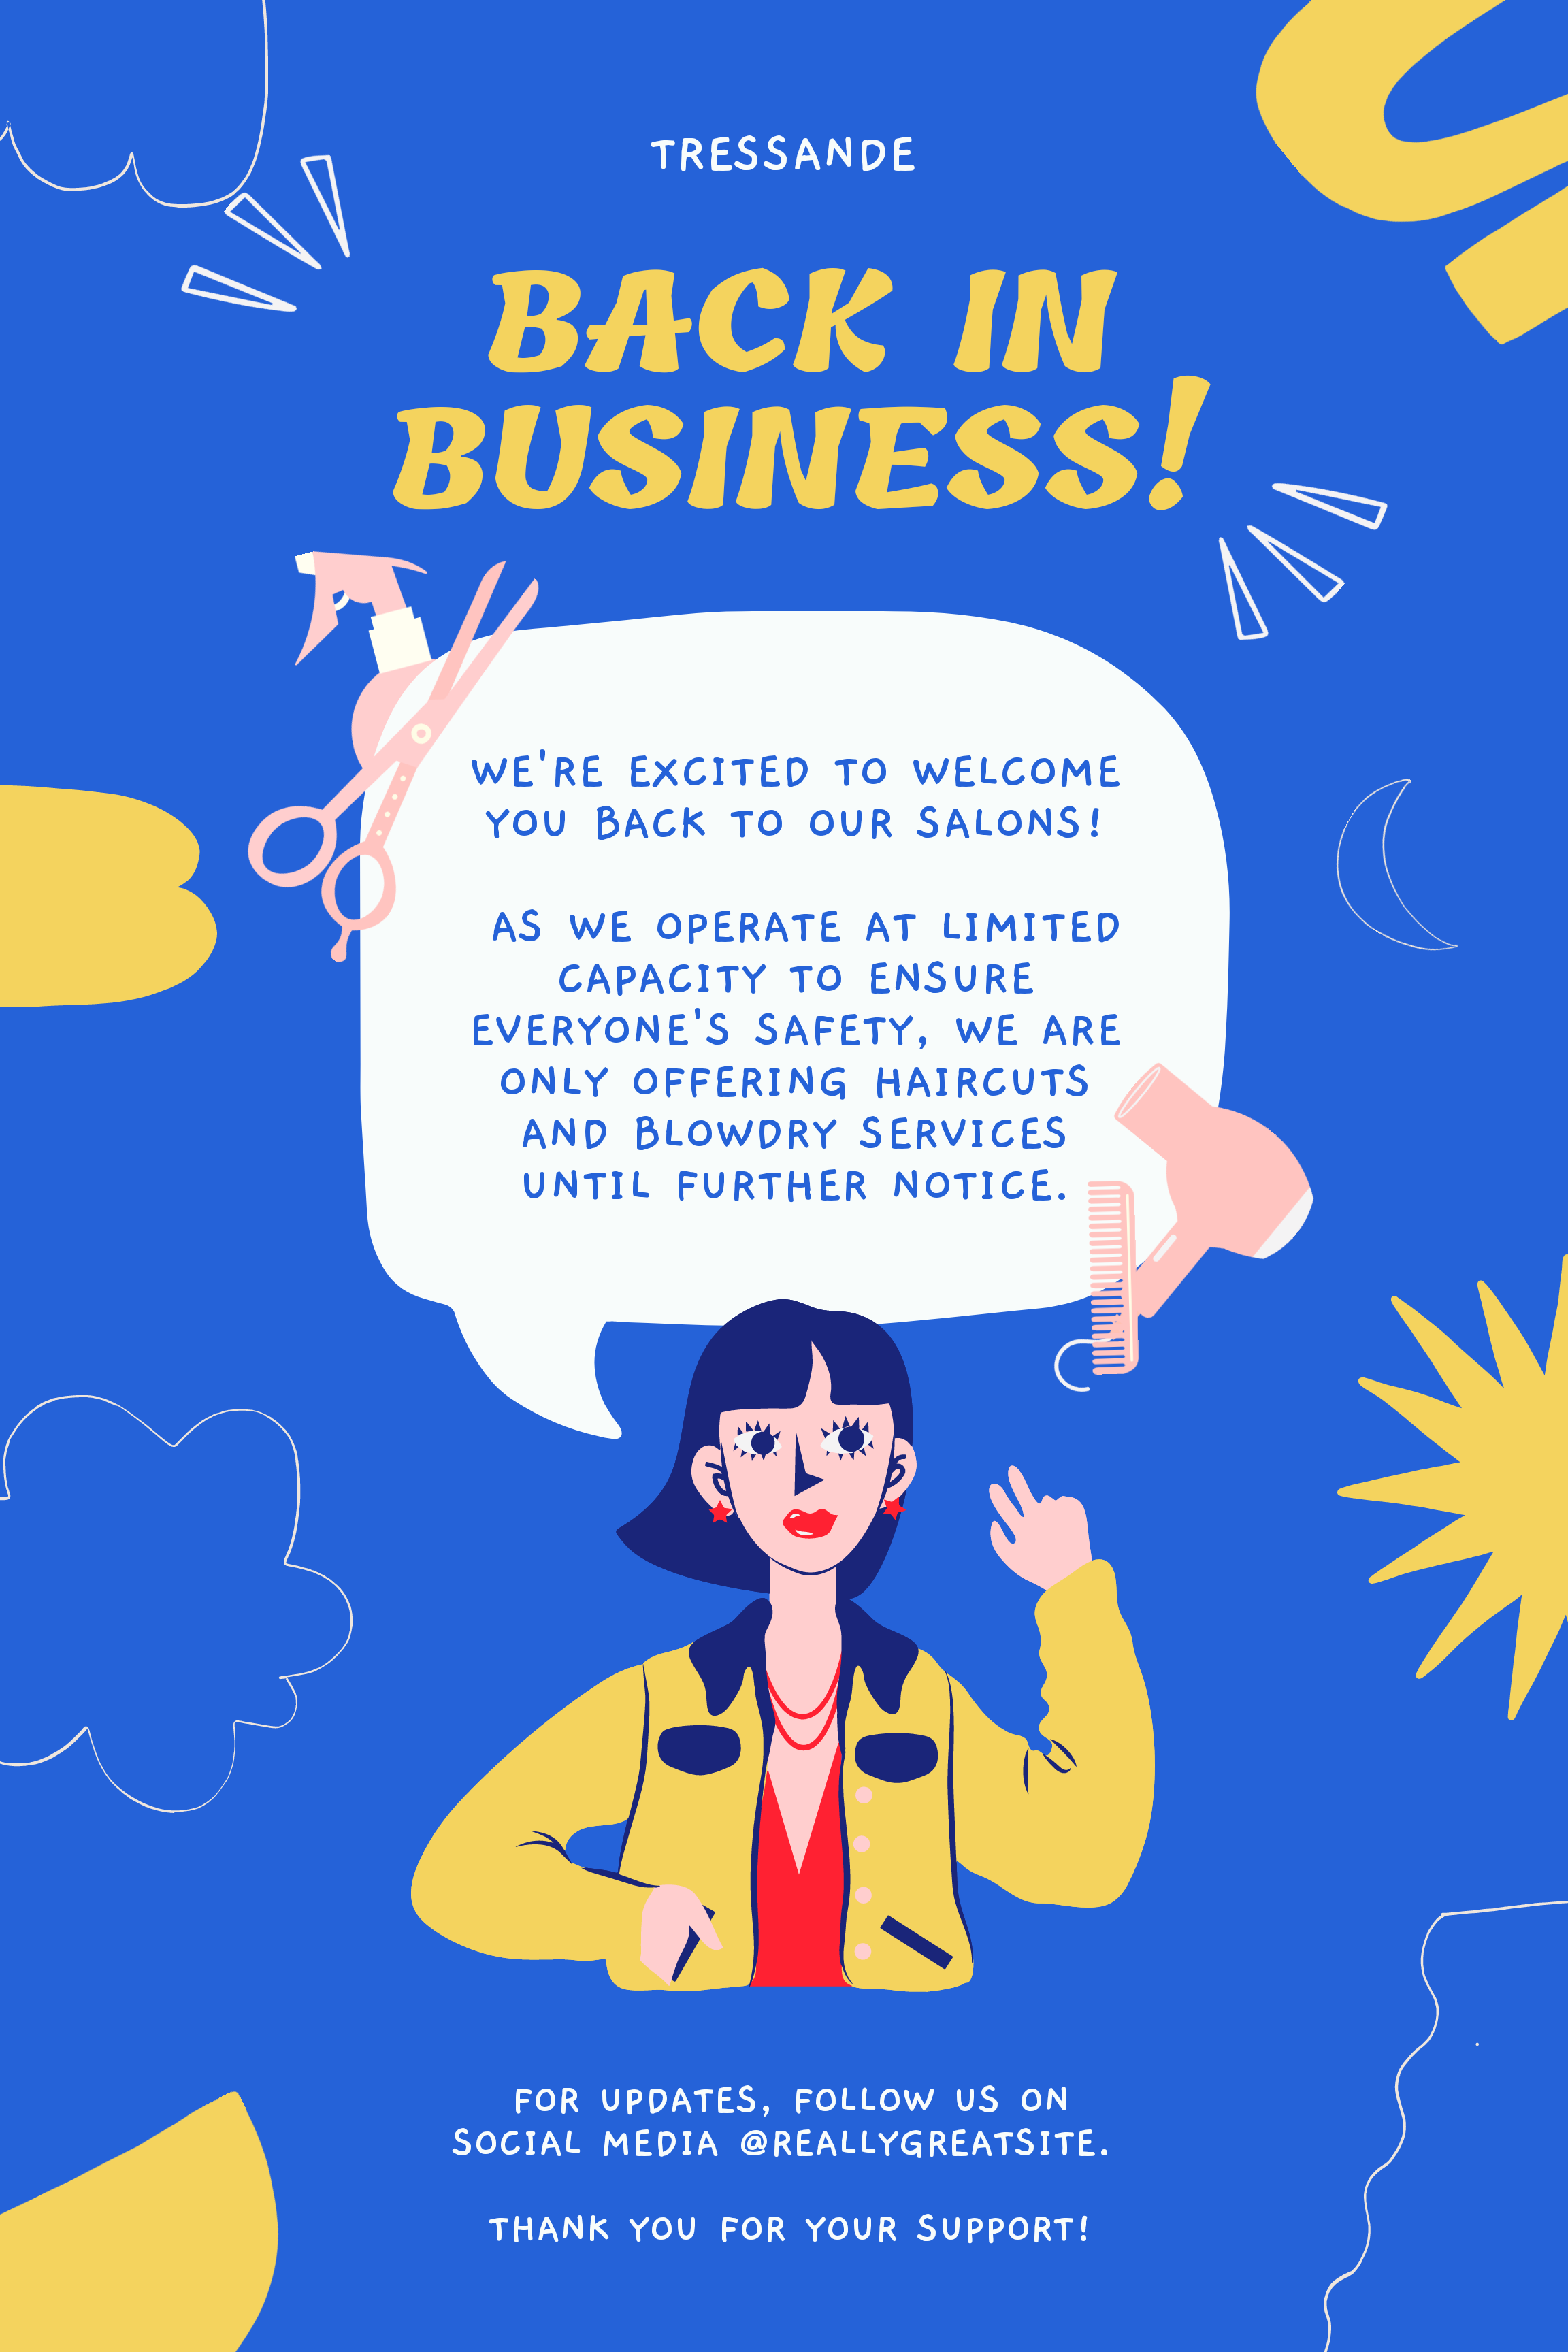 TRESSANDE
BACK IN
BUSINESS!
WE'RE EXCITED TO WELCOME
YOU BACK TO OUR SALONS!
AS WE OPERATE AT LIMITED
CAPACITY TO ENSURE
EVERYONE'S SAFETY, WE ARE
ONLY OFFERING HAIRCUTS
AND BLOWDRY SERVICES
UNTIL FURTHER NOTICE.
FOR UPDATES, FOLLOW US ON
SOCIAL MEDIA @REALLYGREATSITE.
THANK YOU FOR YOUR SUPPORT!